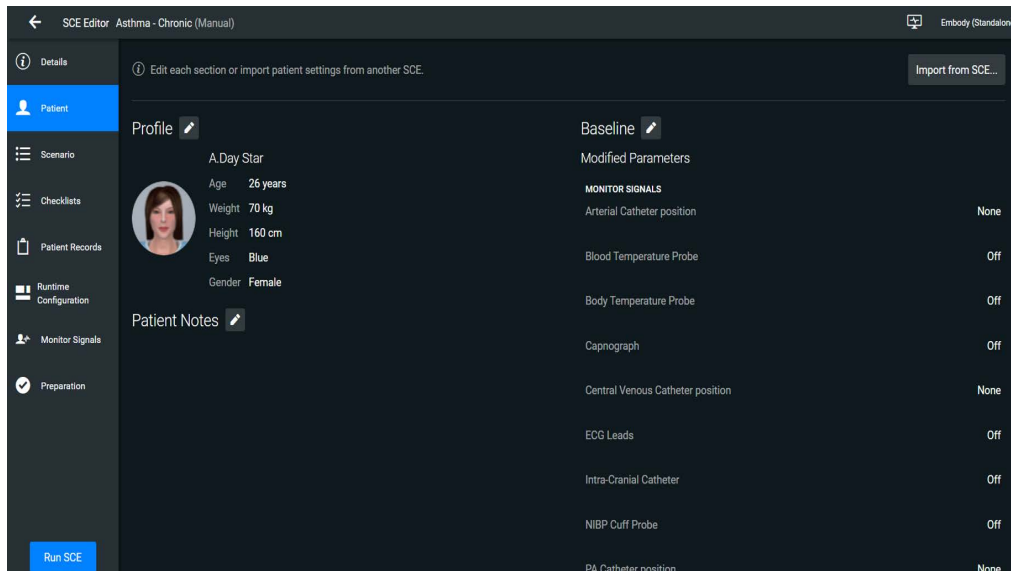 SCE Editor Asthma - Chronic (Manual)
Embody (Standalon
Details
Patient
Scenario
Checklists
Patient Records
Runtime
Configuration
Monitor Signals
Preparation
Run SCE
Edit each section or import patient settings from another SCE.
Import from SCE...
Profile
A.Day Star
Age 26 years
Weight 70 kg
Height 160 cm
Eyes Blue
Gender Female
Patient Notes
Baseline
Modified Parameters
MONITOR SIGNALS
Arterial Catheter position None
Blood Temperature Probe Off
Body Temperature Probe Off
Capnograph Off
Central Venous Catheter position None
ECG Leads Off
Intra-Cranial Catheter Off
NIBP Cuff Probe Off
PA Catheter position None